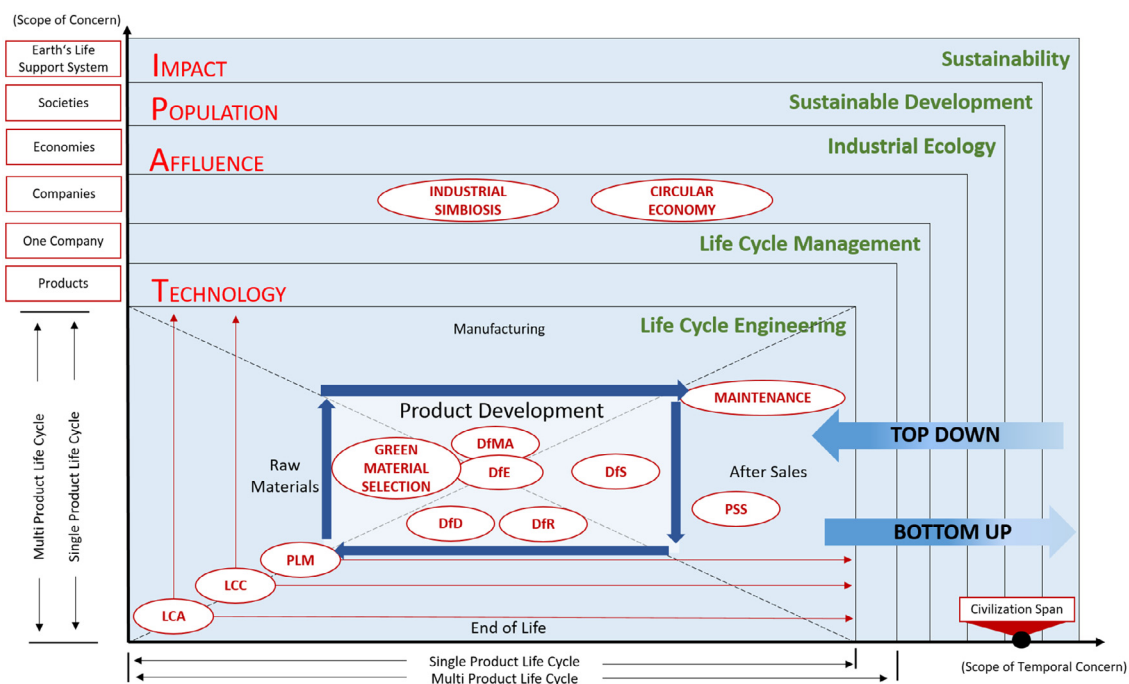 (Scope of Concern)
Earth's Life
Support System
Societies
Economies
Companies
One Company
Products
IMPACT
POPULATION
AFFLUENCE
TECHNOLOGY
Sustainability
Sustainable Development
Industrial Ecology
INDUSTRIAL
SIMBIOSIS
CIRCULAR
ECONOMY
Life Cycle Management
Life Cycle Engineering
Manufacturing
MAINTENANCE
Product Development
DfMA
GREEN
MATERIAL
SELECTION
DfE
DfS
DfD
DfR
Raw
Materials
After Sales
PSS
TOP DOWN
BOTTOM UP
PLM
LCC
LCA
End of Life
Civilization Span
Multi Product Life Cycle
Single Product Life Cycle
Single Product Life Cycle
Multi Product Life Cycle
(Scope of Temporal Concern)